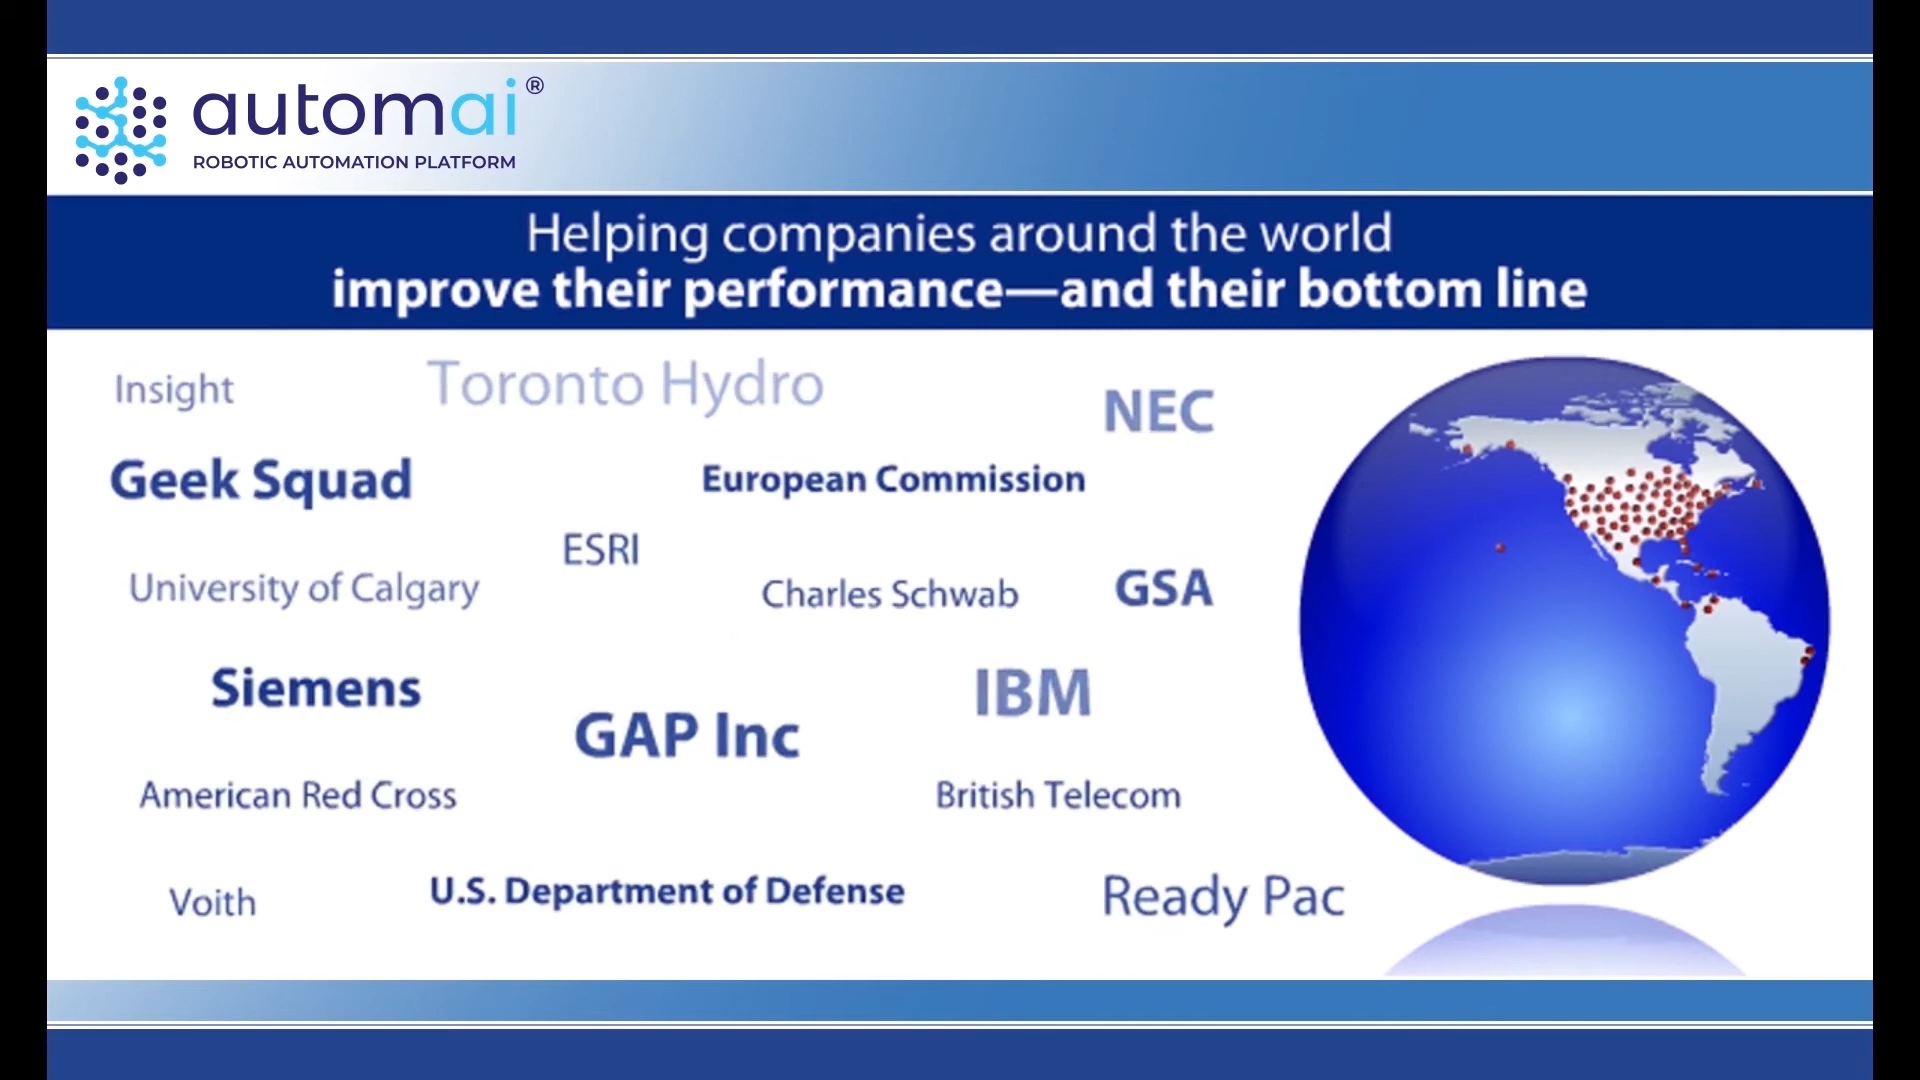 automai®
ROBOTIC AUTOMATION PLATFORM
Helping companies around the world
improve their performance—and their bottom line
Insight
Toronto Hydro
NEC
Geek Squad
European Commission
ESRI
University of Calgary
Charles Schwab
GSA
Siemens
IBM
GAP Inc
American Red Cross
British Telecom
Voith
U.S. Department of Defense
Ready Pac